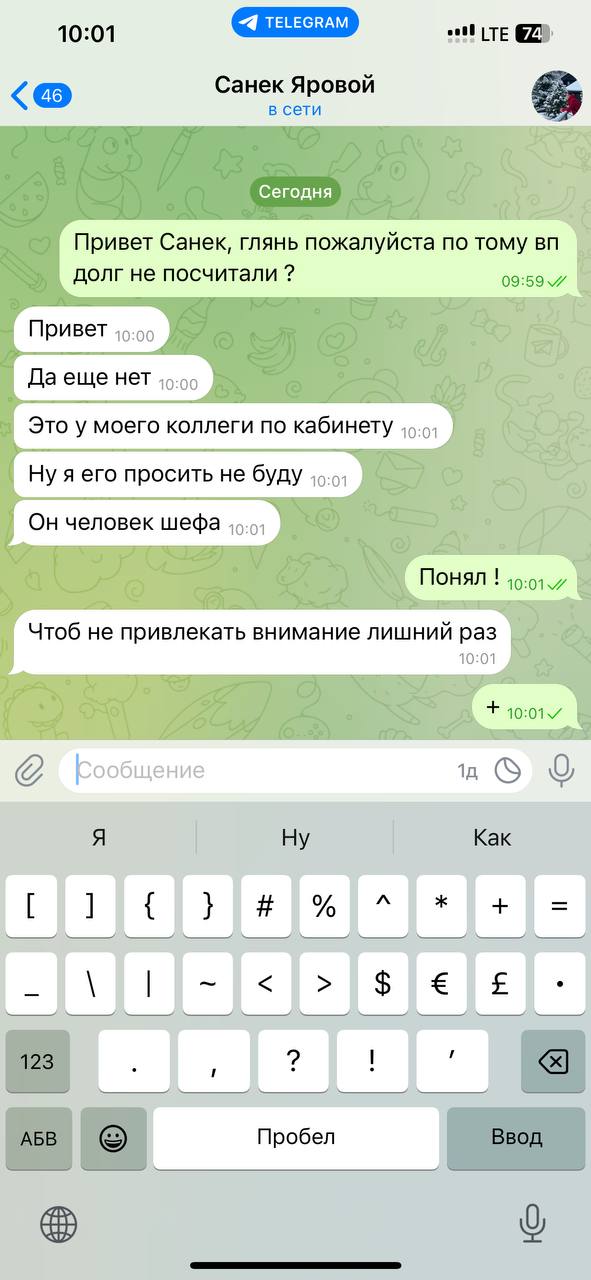 10:01
TELEGRAM
LTE
74
46
Санек Яровой
в сети
Сегодня
Привет Санек, глянь пожалуйста по тому вп
долг не посчитали ?
09:59
Привет 10:00
Да еще нет 10:00
Это у моего коллеги по кабинету 10:01
Ну я его просить не буду 10:01
Он человек шефа 10:01
Понял ! 10:01
Чтоб не привлекать внимание лишний раз
10:01
+ 10:01
Сообщение 1д
Я Ну Как
[ ] { } # % ^ * + =
_ \ | ~ < > $ € £ •
123 . , ? ! ′
АБВ Пробел Ввод